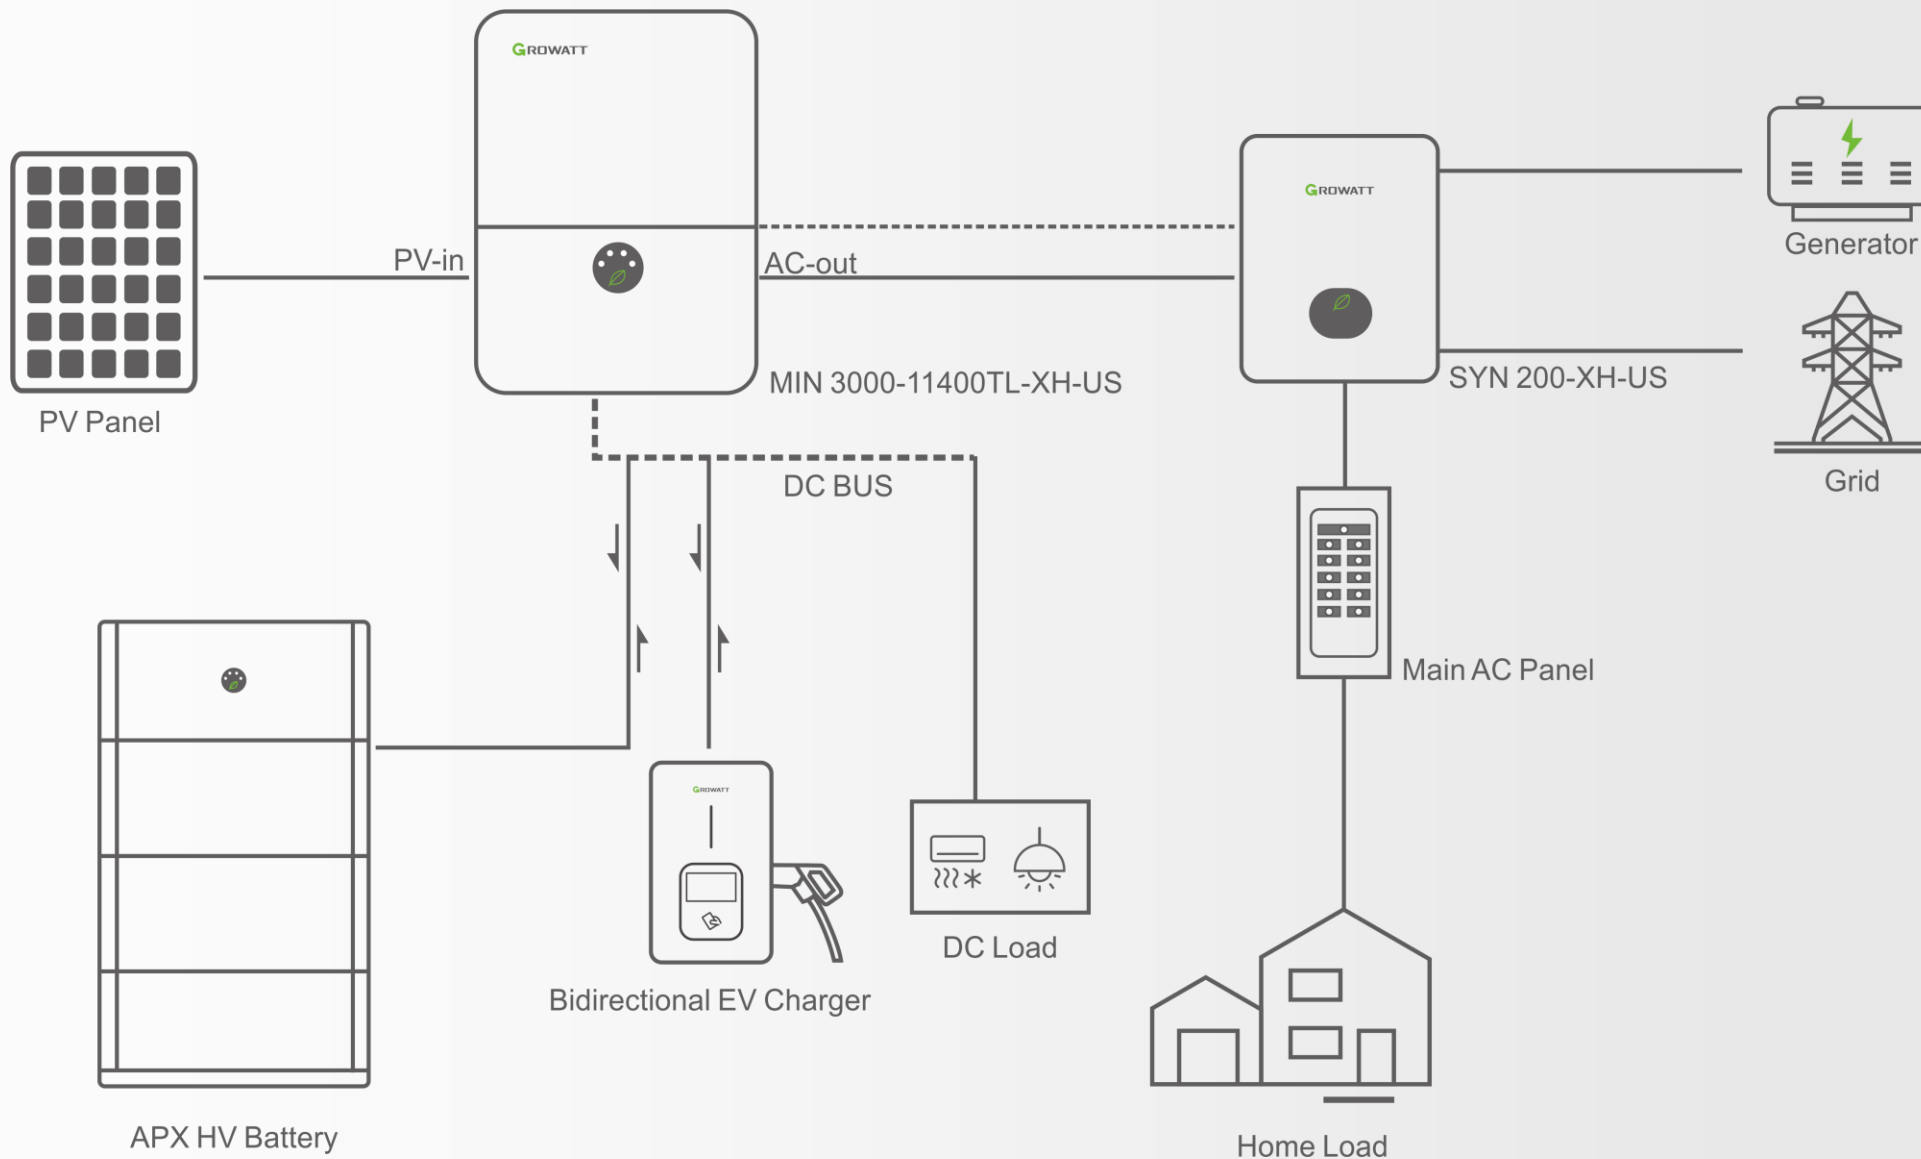 GROWATT
GROWATT
PV-in
AC-out
Generator
MIN 3000-11400TL-XH-US
SYN 200-XH-US
PV Panel
DC BUS
Grid
Main AC Panel
GROWATT
DC Load
Bidirectional EV Charger
APX HV Battery
Home Load